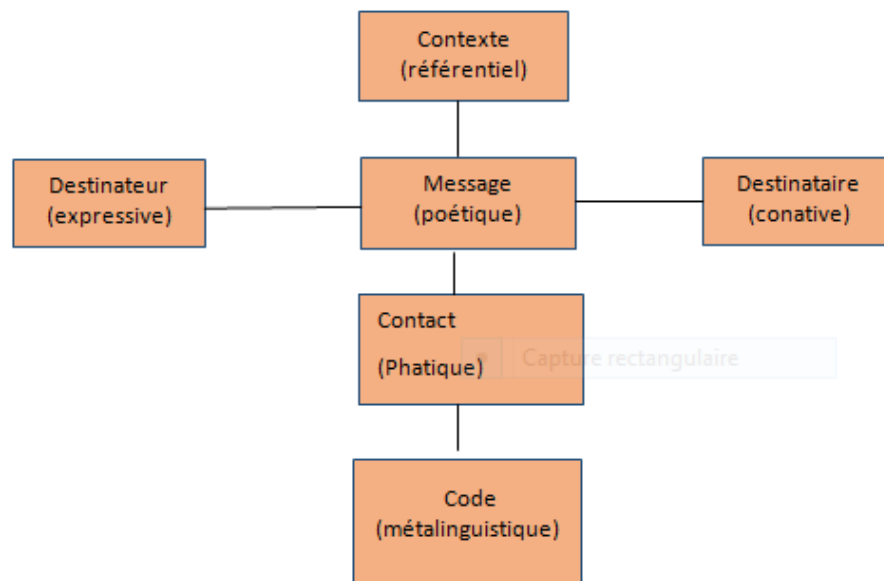 Contexte
(référentiel)
Destinateur
(expressive)
Message
(poétique)
Destinataire
(conative)
Contact
(Phatique)
Capture rectangulaire
Code
(métalinguistique)